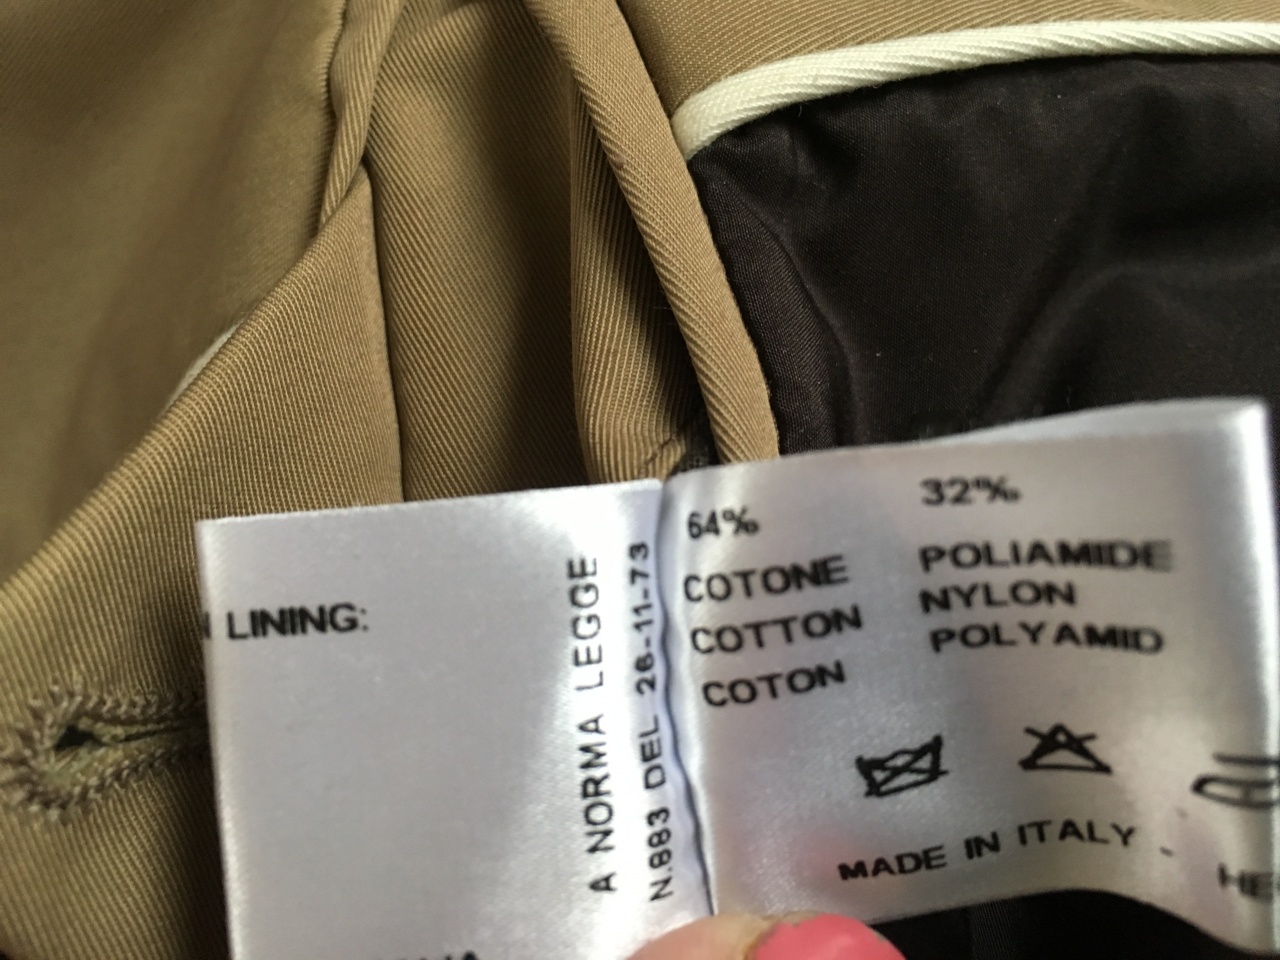 LINING:
A NORMA LEGGE
N.883 DEL 26-11-73
64%
COTONE
COTTON
COTON
32%
POLIAMIDE
NYLON
POLYAMID
MADE IN ITALY -